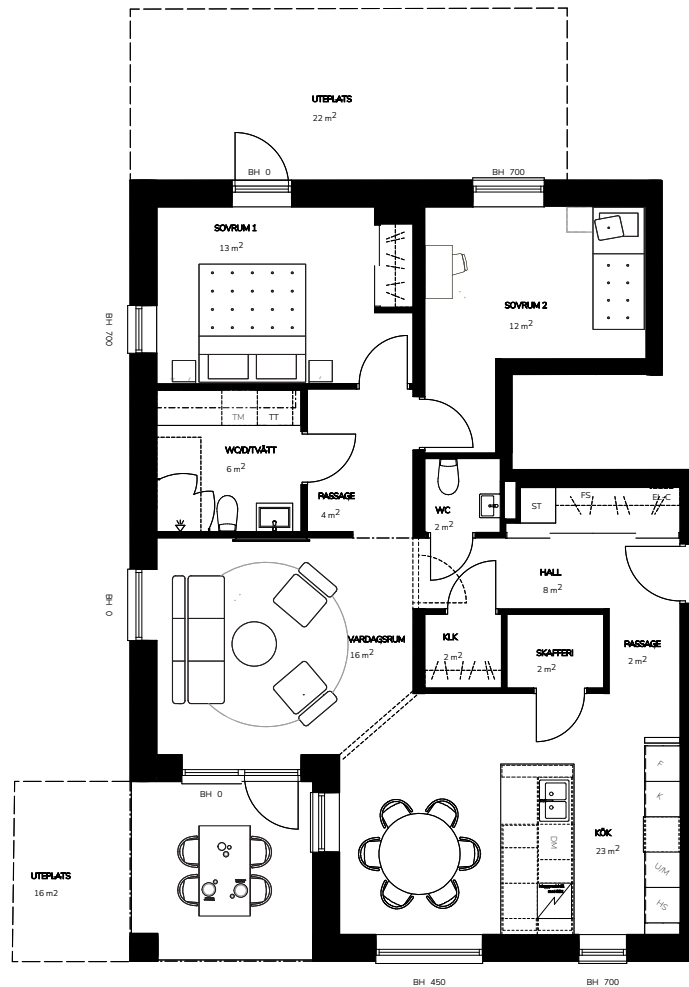 UTEPLATS
22 m²
BH 0
BH 700
SOVRUM 1
13 m²
SOVRUM 2
12 m²
BH 700
TM
TT
WC/D/TVÄTT
6 m²
PASSAGE
4 m²
WC
2 m²
ST
FS
EL-C
HALL
8 m²
BH 0
KLK
2 m²
SKAFFERI
2 m²
PASSAGE
2 m²
VARDAGSRUM
16 m²
BH 0
F
K
DM
U/M
HS
KÖK
23 m²
UTEPLATS
16 m2
BH 450
BH 700